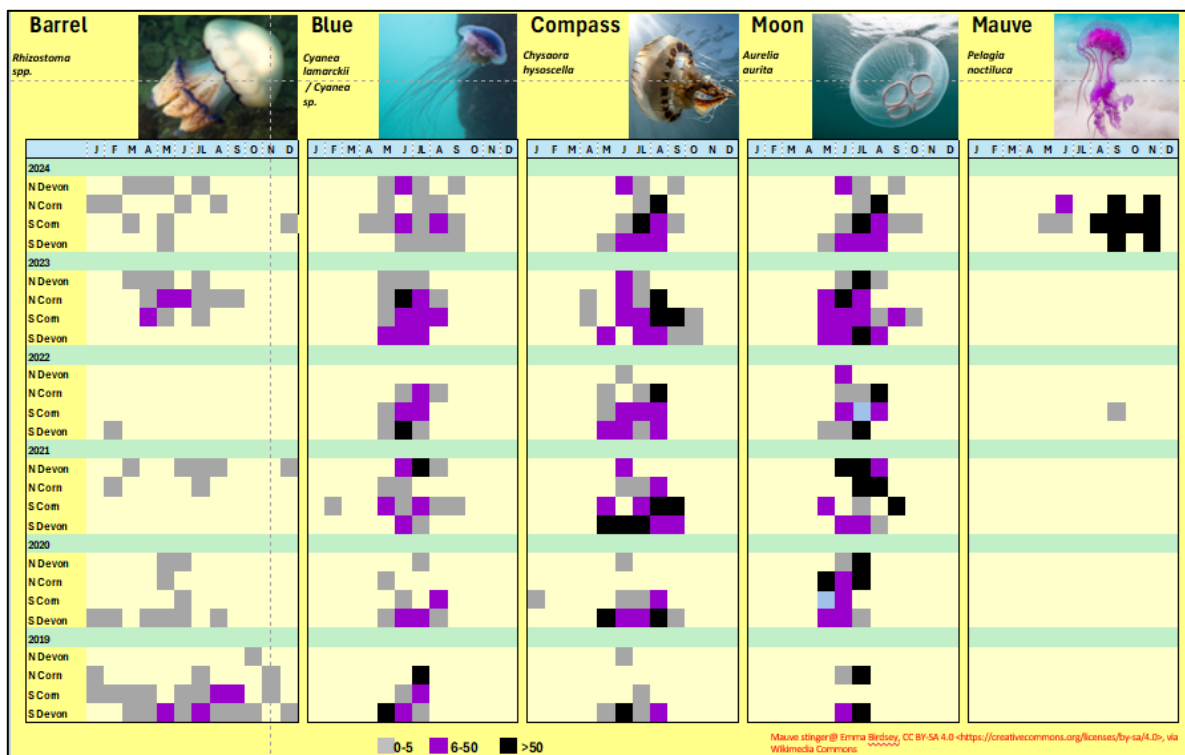 Barrel
Rhizostoma
spp.
Blue
Cyanea
lamarckii
/ Cyanea
sp.
Compass
Chysaora
hysoscella
Moon
Aurelia
aurita
Mauve
Pelagia
noctiluca
J F M A M J JL A S O N D
J F M A M J JL A S O N D
J F M A M J JL A S O N D
J F M A M J JL A S O N D
J F M A M J JL A S O N D
2024
N Devon
N Corn
S Corn
S Devon
2023
N Devon
N Corn
S Corn
S Devon
2022
N Devon
N Corn
S Corn
S Devon
2021
N Devon
N Corn
S Corn
S Devon
2020
N Devon
N Corn
S Corn
S Devon
2019
N Devon
N Corn
S Corn
S Devon
0-5 6-50 >50
Mauve stinger@ Emma Birdsey, CC BY-SA 4.0 <https://creativecommons.org/licenses/by-sa/4.0>, via
Wikimedia Commons